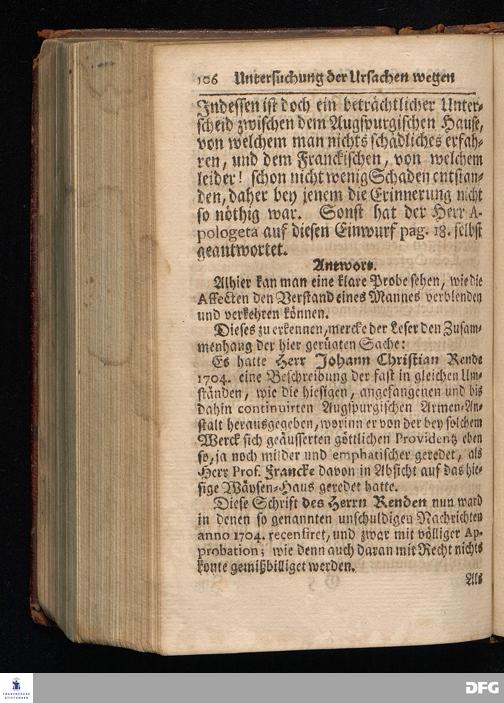 106 Untersuchung der Ursachen wegen
Indessen ist doch ein beträchtlicher Unter-
scheid zwischen dem Augspurgischen Hause,
von welchem man nichts schädliches erfah-
ren, und dem Franckischen, von welchem
leider! schon nicht wenig Schaden entstan-
den, daher bey jenem die Erinnerung nicht
so nöthig war. Sonst hat der Herr A-
pologeta auf diesen Einwurf pag. 18. selbst
geantwortet.
Antwort.
Alhier kan man eine klare Probe sehen, wie die
Affecten den Verstand eines Mannes verblenden
und verkehren können.
Dieses zu erkennen, mercke der Leser den Zusam-
menhang der hier gerügten Sache:
Es hatte Herr Johann Christian Rende
1704. eine Beschreibung der fast in gleichen Um-
ständen, wie die hiesigen, angefangenen und bis
dahin continuirten Augspurgischen Armen-An-
stalt herausgegeben, worinn er von der bey solchem
Werck sich geäusserten göttlichen Providentz eben
so, ja noch milder und emphatischer geredet, als
Herr Prof. Francke davon in Absicht auf das hie-
sige Wäysen-Haus geredet hatte.
Diese Schrift des Herrn Renden nun ward
in denen so genannten unschuldigen Nachrichten
anno 1704. recensiret, und zwar mit völliger Ap-
probation; wie denn auch daran mit Recht nichts
konte gemißbilliget werden.
Als
FRANCKESCHE
STIFTUNGEN
DFG